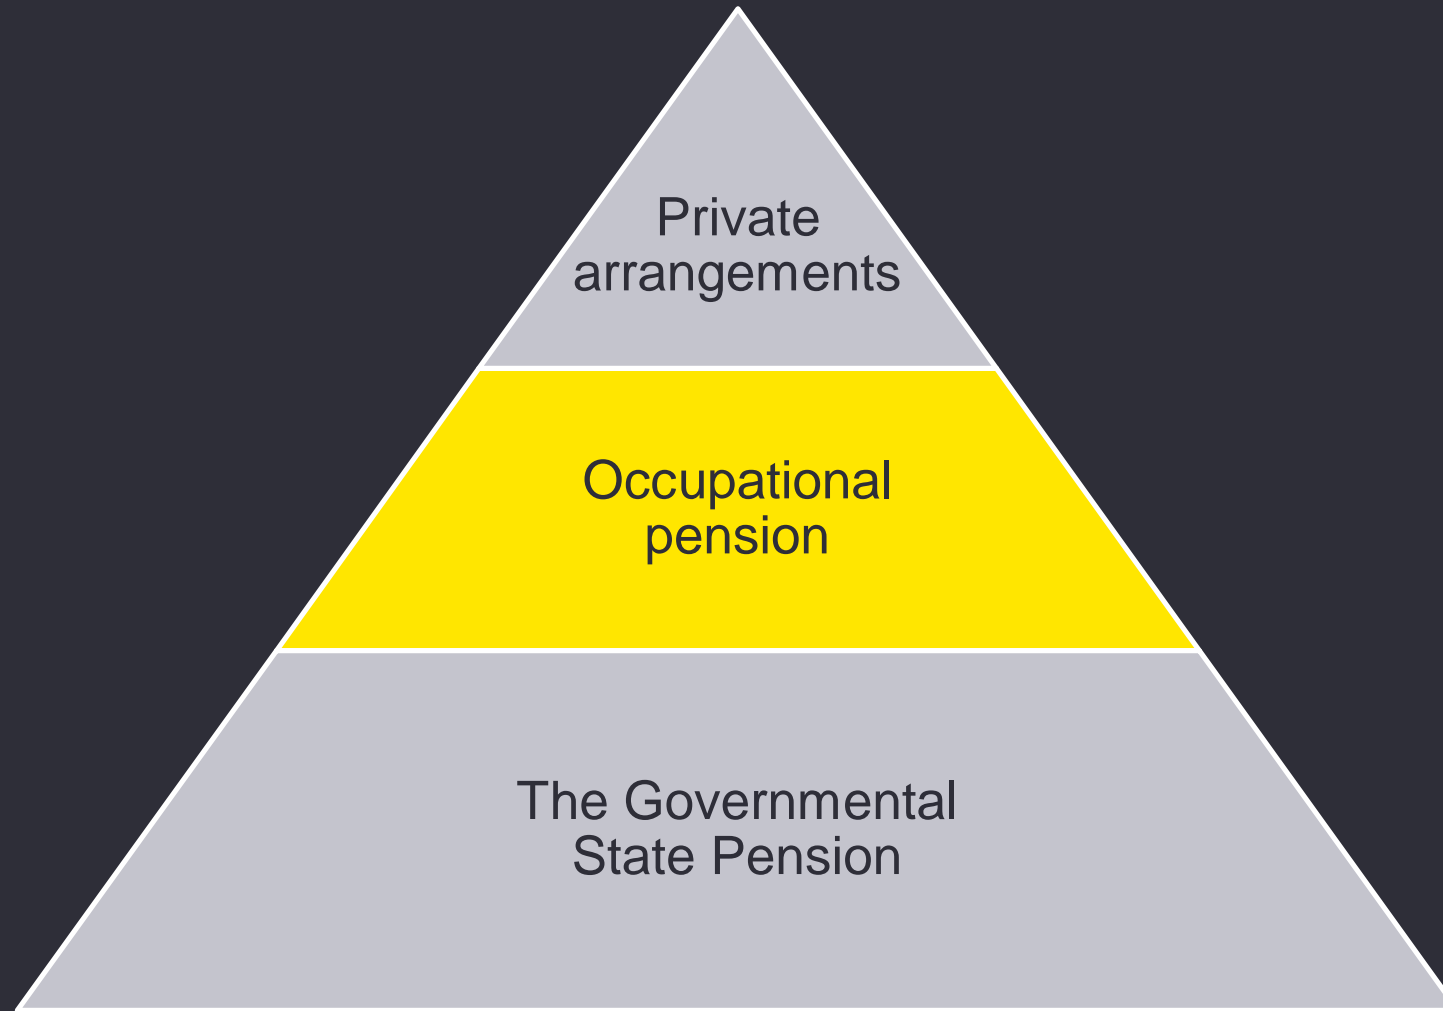 Private
arrangements
Occupational
pension
The Governmental
State Pension